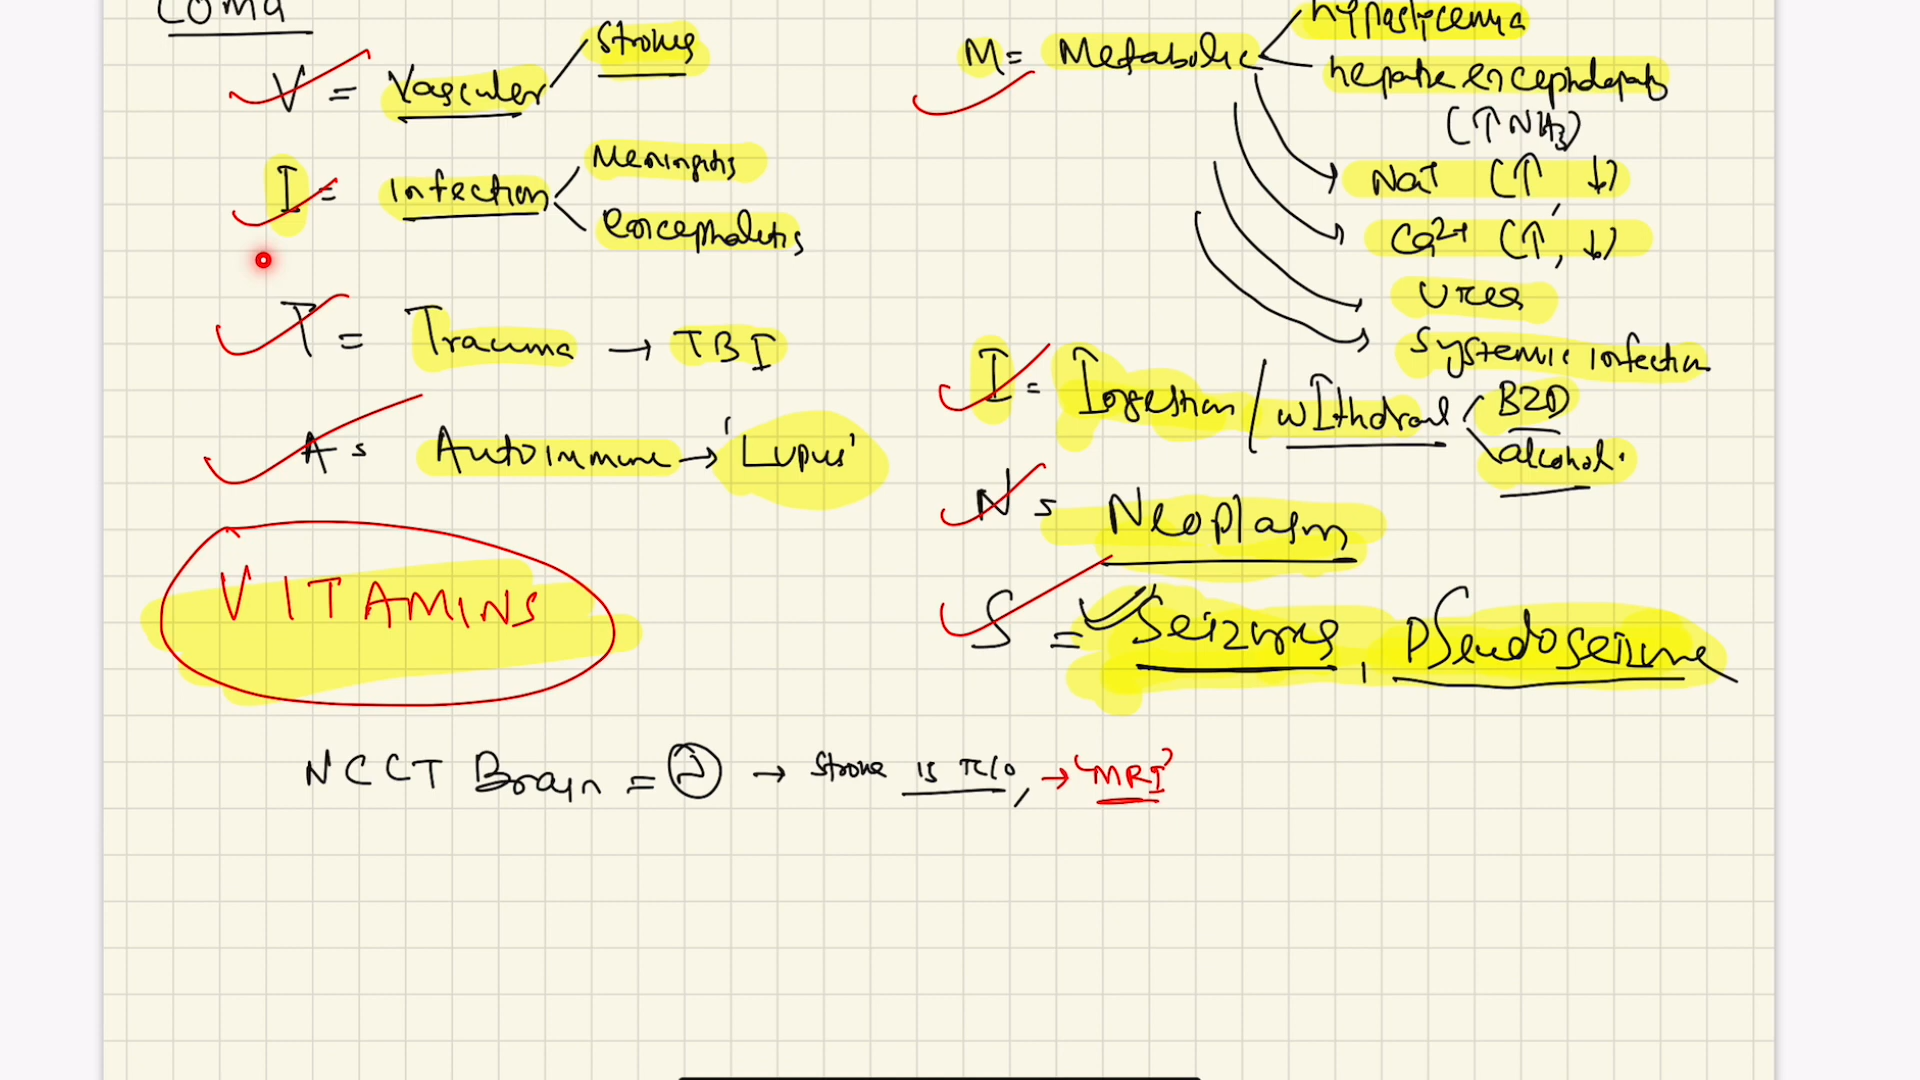 Coma
V = Vascular
Stroke
I = Infection
Meningitis
Encephalitis
T = Trauma → TBI
A = Autoimmune → 'Lupus'
VITAMINS
M = Metabolic
hypoglycemia
hepatic encephalopathy
(↑ NH3)
Na+ (↑ ↓)
Ca2+ (↑, ↓)
Urea
Systemic infection
I = Ingestion / WIthdrawl
BZD
alcohol.
N = Neoplasm
S = Seizures, Pseudoseizure
NCCT Brain = → Stroke is R/o, → 'MRI'